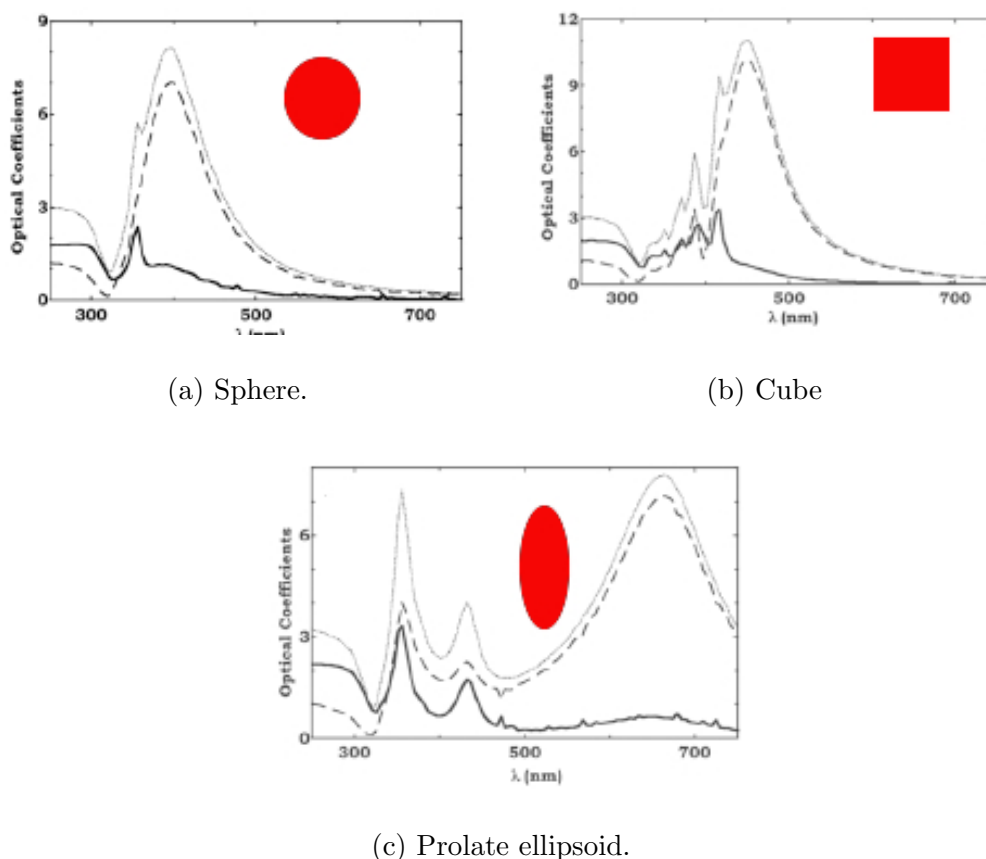 9
6
3
0
300
500
700
λ (nm)
Optical Coefficients
(a) Sphere.
12
9
6
3
0
300
500
700
λ (nm)
Optical Coefficients
(b) Cube
6
3
0
300
500
700
λ (nm)
Optical Coefficients
(c) Prolate ellipsoid.